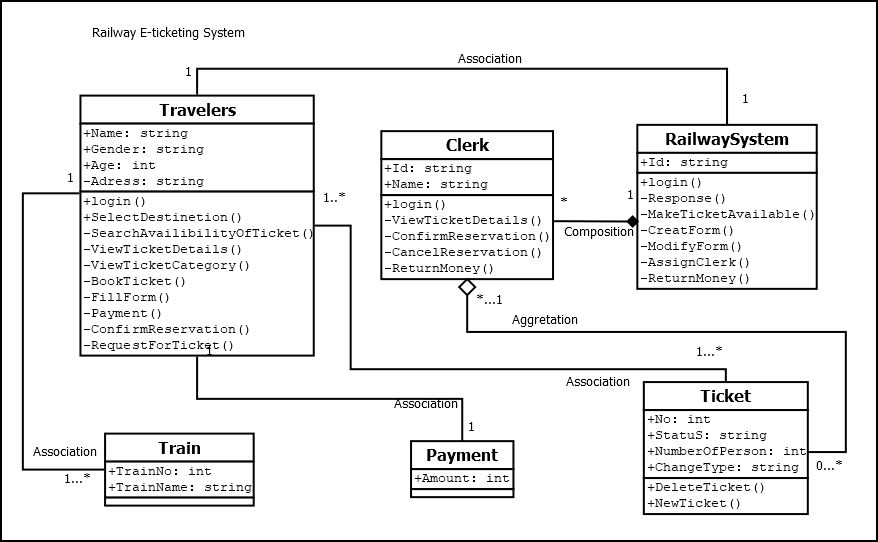 Railway E-ticketing System
Association
1
1
Travelers
+Name: string
+Gender: string
+Age: int
-Adress: string
+login()
+SelectDestinetion()
-SearchAvailibilityOfTicket()
-ViewTicketDetails()
-ViewTicketCategory()
-BookTicket()
-FillForm()
-Payment()
-ConfirmReservation()
-RequestForTicket()
1
1..*
1
Clerk
+Id: string
+Name: string
+login()
-ViewTicketDetails()
-ConfirmReservation()
-CancelReservation()
-ReturnMoney()
*
1
Composition
RailwaySystem
+Id: string
+login()
-Response()
-MakeTicketAvailable()
-CreatForm()
-ModifyForm()
-AssignClerk()
-ReturnMoney()
*...1
Aggretation
1...*
Association
Association
1
Association
1...*
Train
+TrainNo: int
+TrainName: string
Payment
+Amount: int
Ticket
+No: int
+StatuS: string
+NumberOfPerson: int
+ChangeType: string
+DeleteTicket()
+NewTicket()
0...*